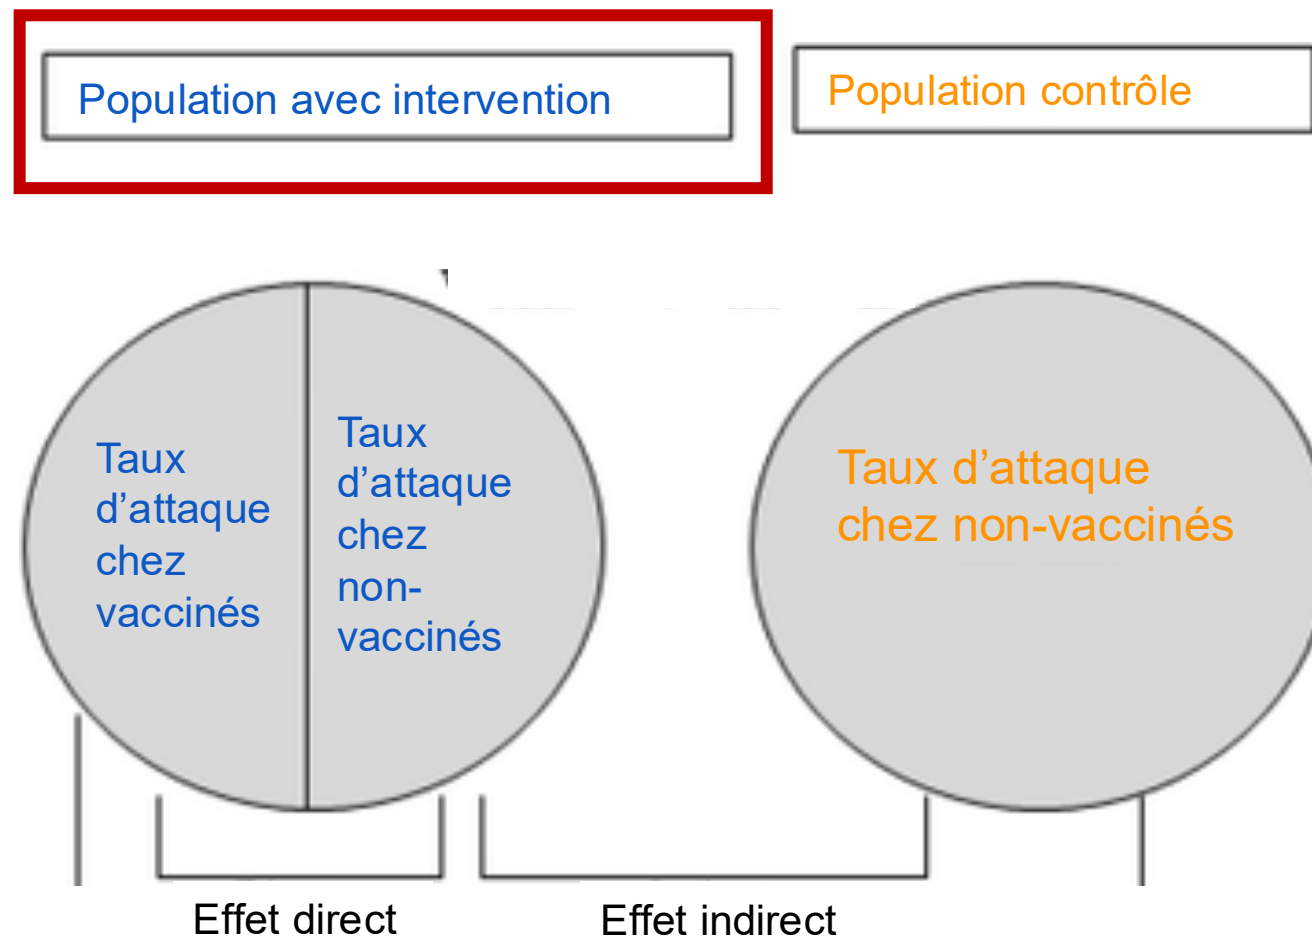 Population avec intervention
Population contrôle
Taux
d’attaque
chez
vaccinés
Taux
d’attaque
chez
non-
vaccinés
Taux d’attaque
chez non-vaccinés
Effet direct
Effet indirect